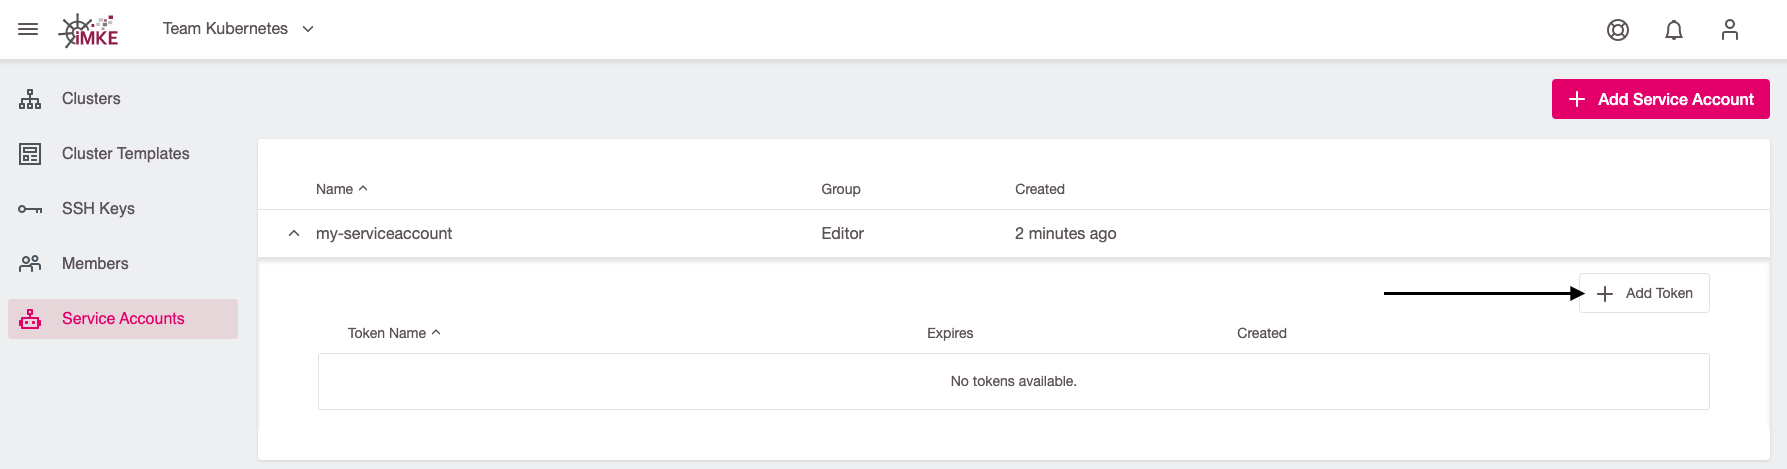 iMKE
Team Kubernetes
Clusters
Cluster Templates
SSH Keys
Members
Service Accounts
Add Service Account
Name Group Created
my-serviceaccount Editor 2 minutes ago
Add Token
Token Name Expires Created
No tokens available.